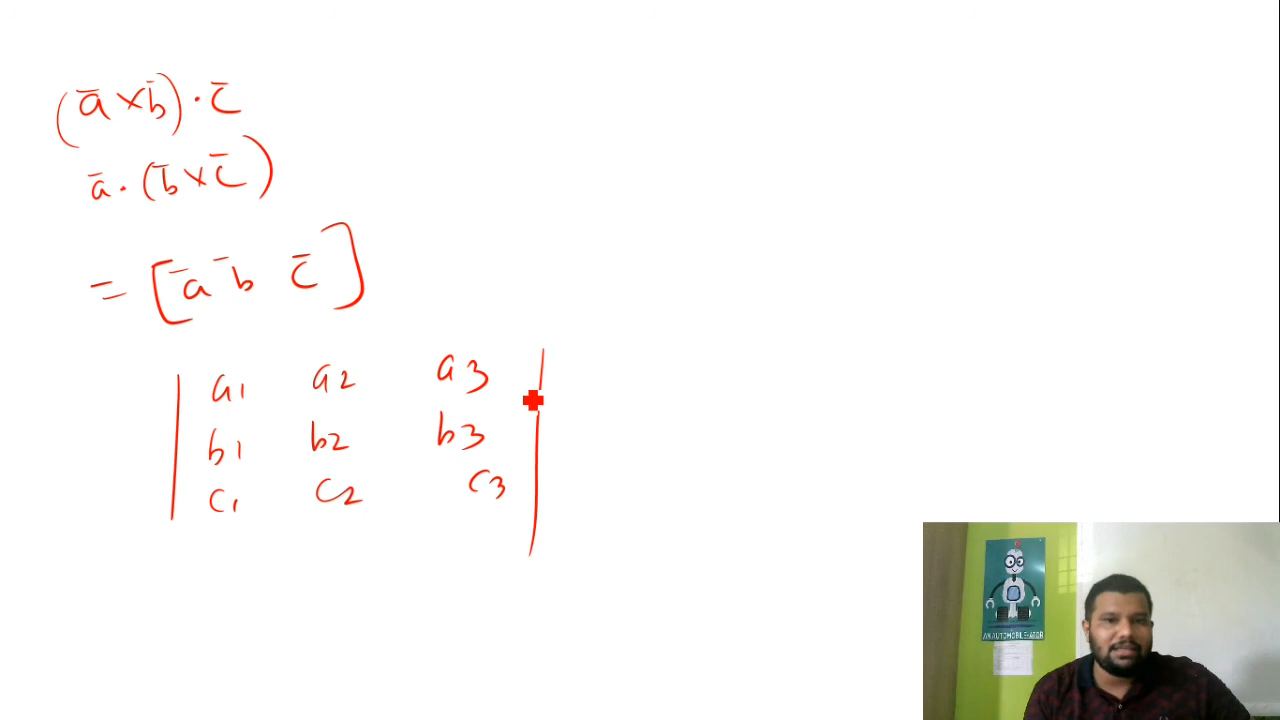 (a̅ × b̅) · c̅
a̅ · (b̅ × c̅)
= [a̅ b̅ c̅]
| a1 a2 a3 |
| b1 b2 b3 |
| c1 c2 c3 |